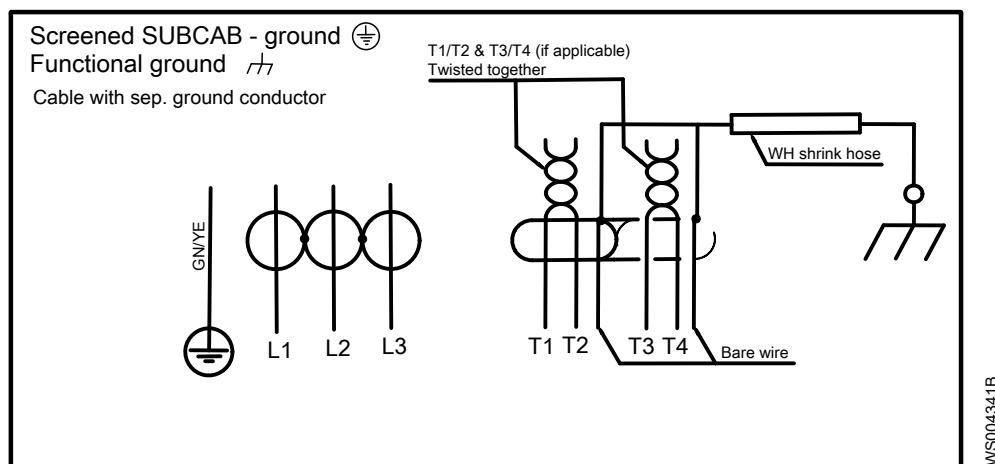 Screened SUBCAB - ground
Functional ground
Cable with sep. ground conductor
T1/T2 & T3/T4 (if applicable)
Twisted together
WH shrink hose
GN/YE
L1 L2 L3
T1 T2 T3 T4
Bare wire
WS004341B